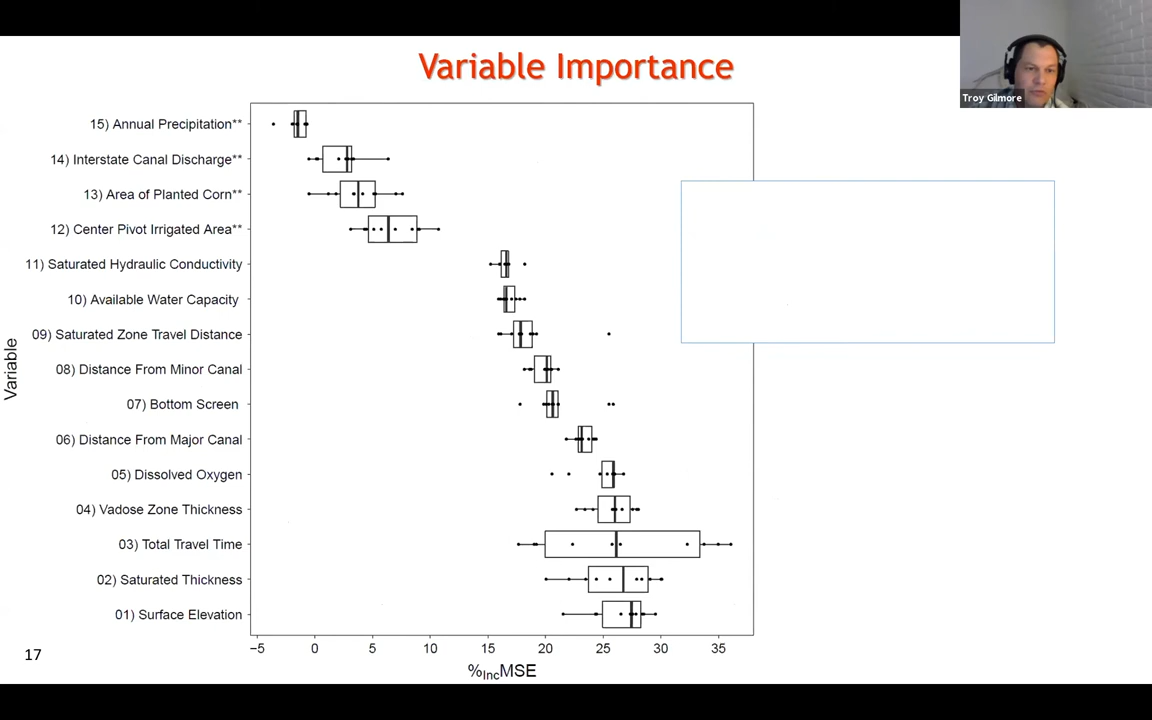 Variable Importance
Troy Gilmore
15) Annual Precipitation**
14) Interstate Canal Discharge**
13) Area of Planted Corn**
12) Center Pivot Irrigated Area**
11) Saturated Hydraulic Conductivity
10) Available Water Capacity
09) Saturated Zone Travel Distance
08) Distance From Minor Canal
07) Bottom Screen
06) Distance From Major Canal
05) Dissolved Oxygen
04) Vadose Zone Thickness
03) Total Travel Time
02) Saturated Thickness
01) Surface Elevation
Variable
−5 0 5 10 15 20 25 30 35
%IncMSE
17